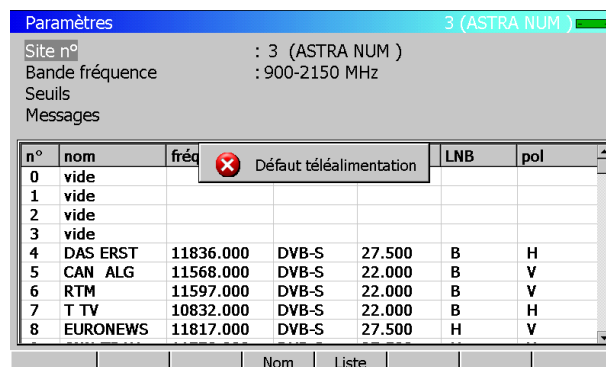 Paramètres 3 (ASTRA NUM )
Site nº : 3 (ASTRA NUM )
Bande fréquence : 900-2150 MHz
Seuils
Messages
n° nom fréq LNB pol
Défaut téléalimentation
0 vide
1 vide
2 vide
3 vide
4 DAS ERST 11836.000 DVB-S 27.500 B H
5 CAN ALG 11568.000 DVB-S 22.000 B V
6 RTM 11597.000 DVB-S 22.000 B V
7 T TV 10832.000 DVB-S 22.000 B H
8 EURONEWS 11817.000 DVB-S 27.500 H V
Nom Liste